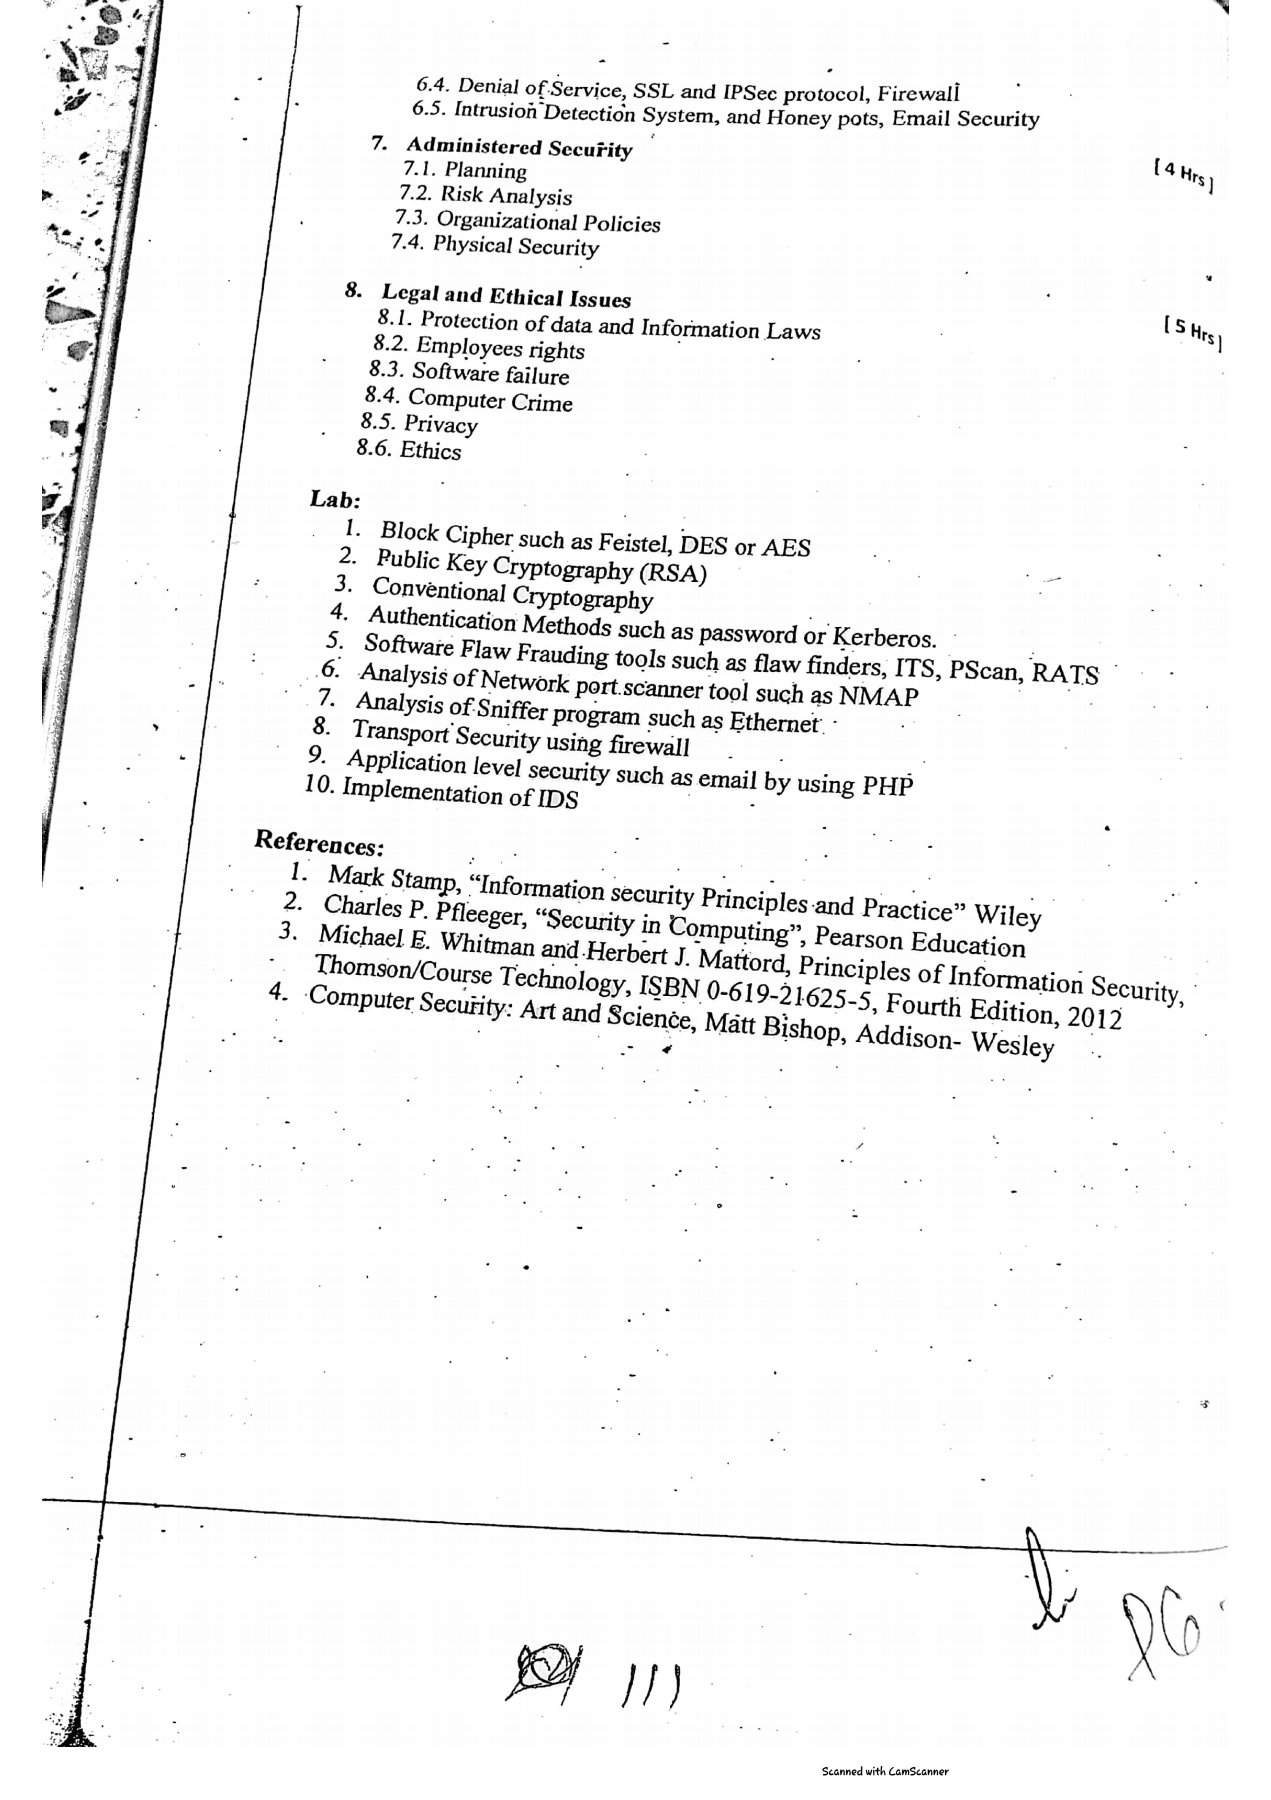 6.4. Denial of Service, SSL and IPSec protocol, Firewall
6.5. Intrusion Detection System, and Honey pots, Email Security
7. Administered Security [ 4 Hrs ]
7.1. Planning
7.2. Risk Analysis
7.3. Organizational Policies
7.4. Physical Security
8. Legal and Ethical Issues [ 5 Hrs ]
8.1. Protection of data and Information Laws
8.2. Employees rights
8.3. Software failure
8.4. Computer Crime
8.5. Privacy
8.6. Ethics
Lab:
1. Block Cipher such as Feistel, DES or AES
2. Public Key Cryptography (RSA)
3. Conventional Cryptography
4. Authentication Methods such as password or Kerberos.
5. Software Flaw Frauding tools such as flaw finders, ITS, PScan, RATS
6. Analysis of Network port scanner tool such as NMAP
7. Analysis of Sniffer program such as Ethernet
8. Transport Security using firewall
9. Application level security such as email by using PHP
10. Implementation of IDS
References:
1. Mark Stamp, “Information security Principles and Practice” Wiley
2. Charles P. Pfleeger, “Security in Computing”, Pearson Education
3. Michael E. Whitman and Herbert J. Mattord, Principles of Information Security,
Thomson/Course Technology, ISBN 0-619-21625-5, Fourth Edition, 2012
4. Computer Security: Art and Science, Matt Bishop, Addison- Wesley
Scanned with CamScanner